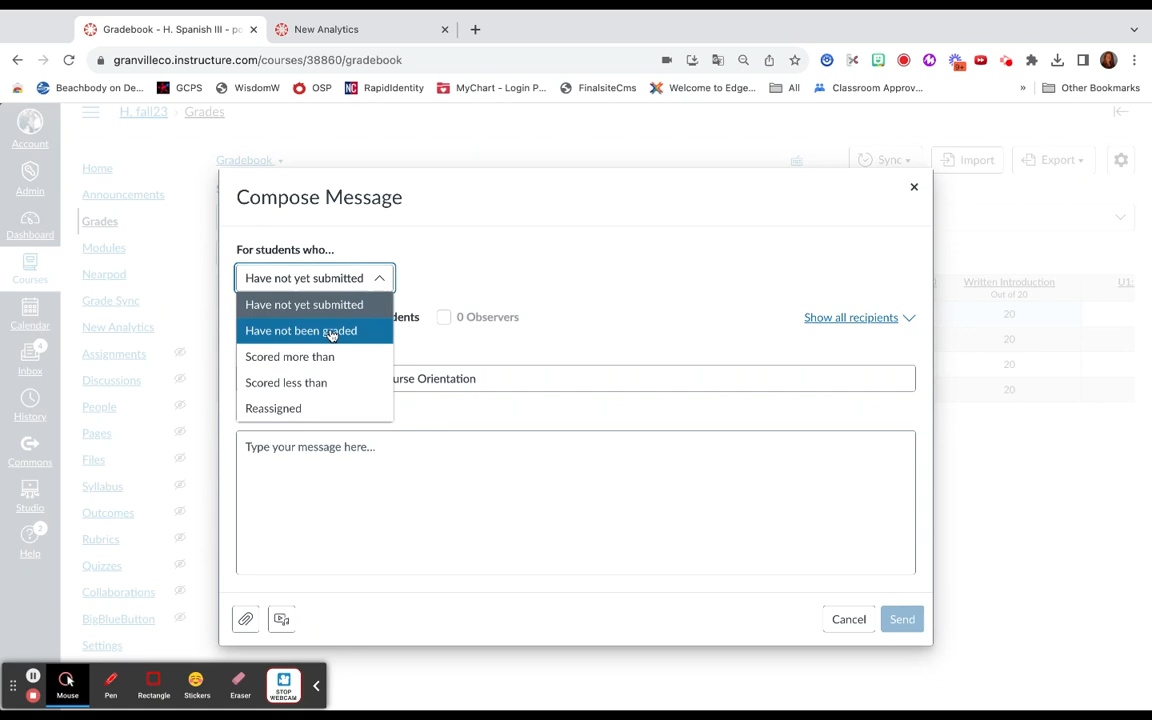 Gradebook - H. Spanish III - po
New Analytics
granvilleco.instructure.com/courses/38860/gradebook
9+
Beachbody on De...
GCPS
WisdomW
OSP
NC
RapidIdentity
MyChart - Login P...
FinalsiteCms
Welcome to Edge...
All
Classroom Approv...
»
Other Bookmarks
H. fall23
Grades
Account
Admin
Dashboard
Courses
Calendar
4
Inbox
History
Commons
Studio
2
Help
Home
Announcements
Grades
Modules
Nearpod
Grade Sync
New Analytics
Assignments
Discussions
People
Pages
Files
Syllabus
Outcomes
Rubrics
Quizzes
Collaborations
BigBlueButton
Settings
Gradebook
Sync
Import
Export
Written Introduction
Out of 20
U1:
20
20
20
20
Compose Message
For students who...
Have not yet submitted
Have not yet submitted
Have not been graded
Scored more than
Scored less than
Reassigned
dents
0 Observers
Show all recipients
urse Orientation
Type your message here...
Cancel
Send
Mouse
Pen
Rectangle
Stickers
Eraser
STOP
WEBCAM